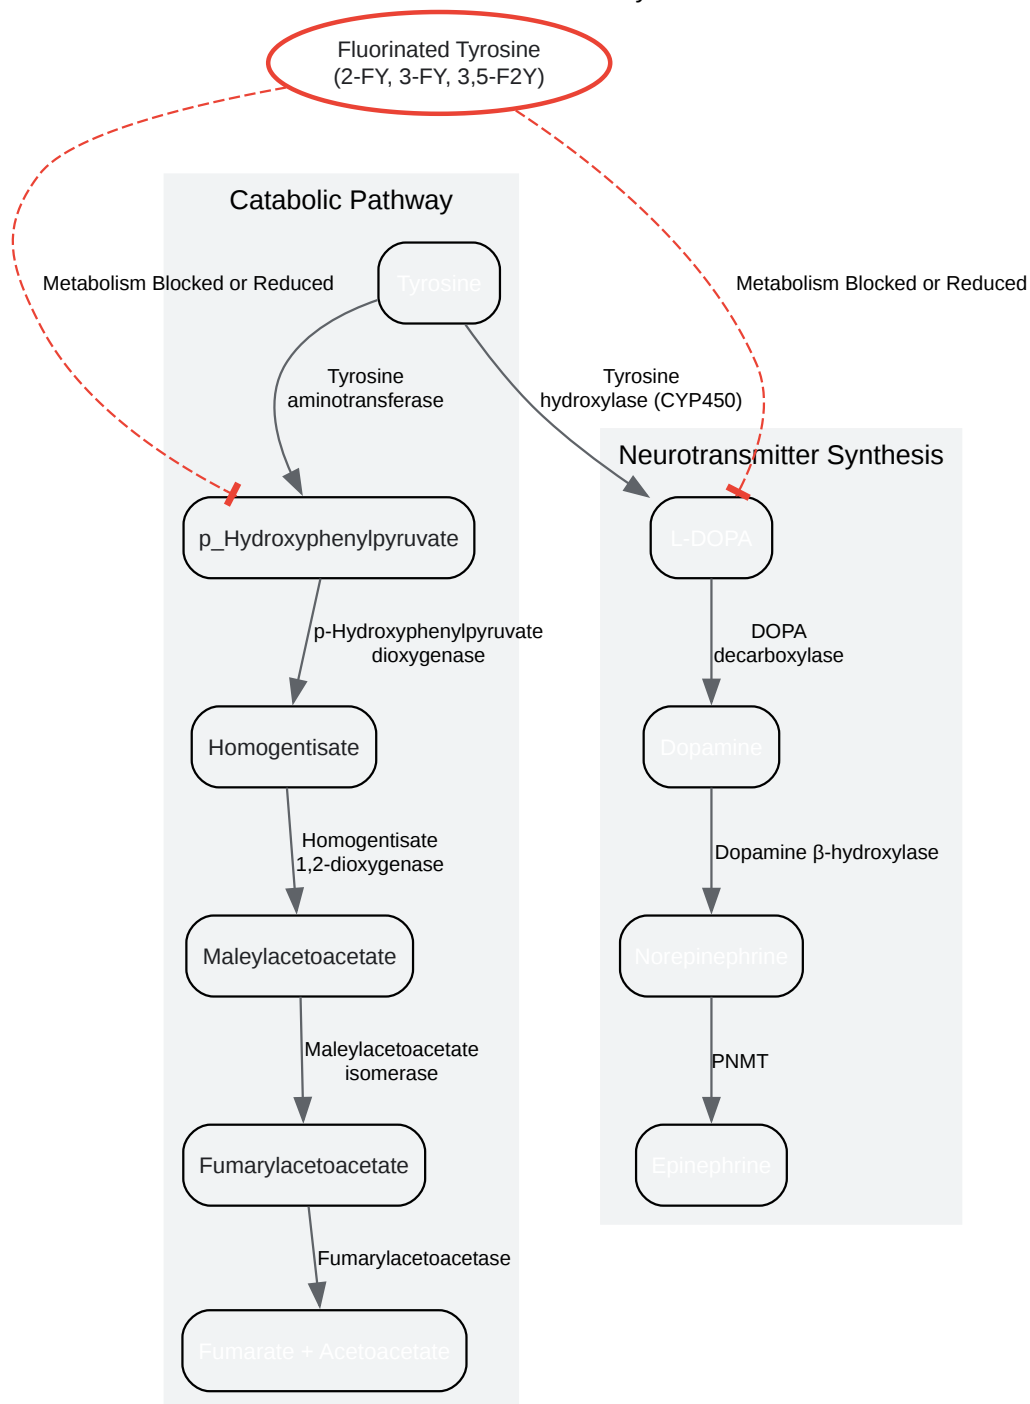 Fluorinated Tyrosine
(2-FY, 3-FY, 3,5-F2Y)
Catabolic Pathway
Tyrosine
Metabolism Blocked or Reduced
Metabolism Blocked or Reduced
Tyrosine
aminotransferase
Tyrosine
hydroxylase (CYP450)
Neurotransmitter Synthesis
p_Hydroxyphenylpyruvate
L-DOPA
p-Hydroxyphenylpyruvate
dioxygenase
DOPA
decarboxylase
Homogentisate
Dopamine
Homogentisate
1,2-dioxygenase
Dopamine β-hydroxylase
Maleylacetoacetate
Norepinephrine
Maleylacetoacetate
isomerase
PNMT
Fumarylacetoacetate
Epinephrine
Fumarylacetoacetase
Fumarate + Acetoacetate